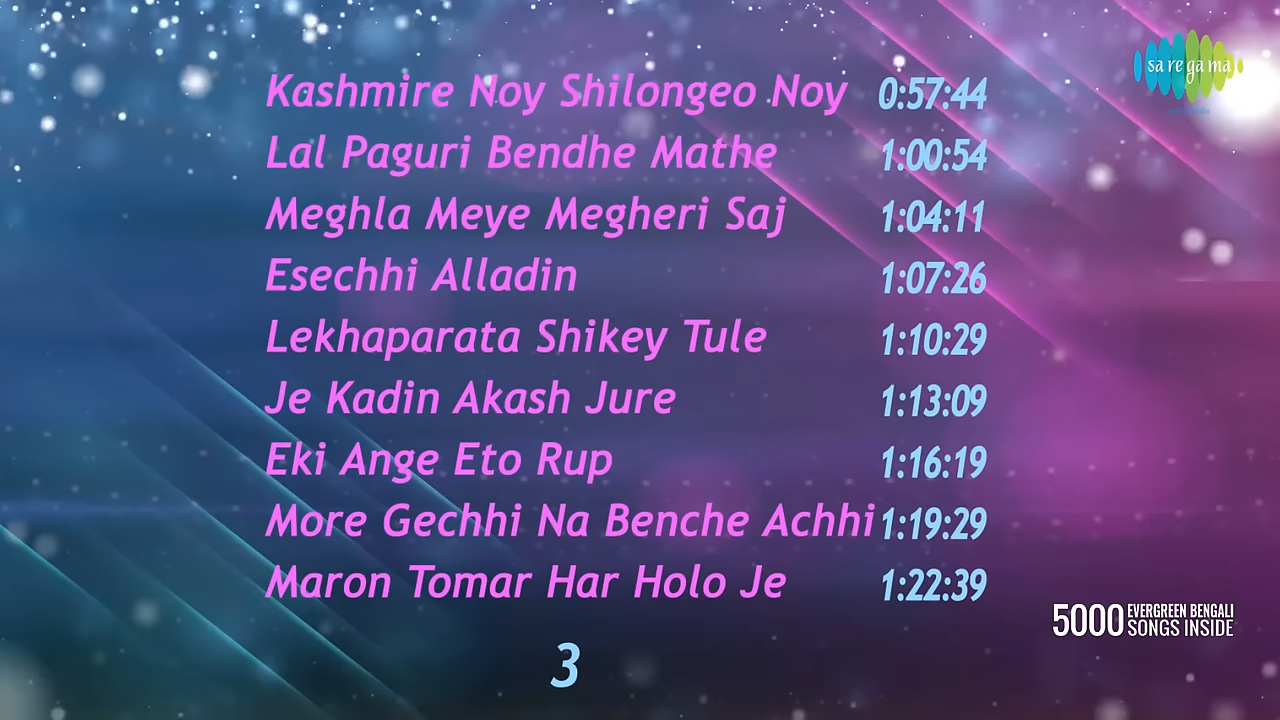 sa re ga ma
Kashmire Noy Shilongeo Noy 0:57:44
Lal Paguri Bendhe Mathe 1:00:54
Meghla Meye Megheri Saj 1:04:11
Esechhi Alladin 1:07:26
Lekhaparata Shikey Tule 1:10:29
Je Kadin Akash Jure 1:13:09
Eki Ange Eto Rup 1:16:19
More Gechhi Na Benche Achhi 1:19:29
Maron Tomar Har Holo Je 1:22:39
5000 EVERGREEN BENGALI
SONGS INSIDE
3